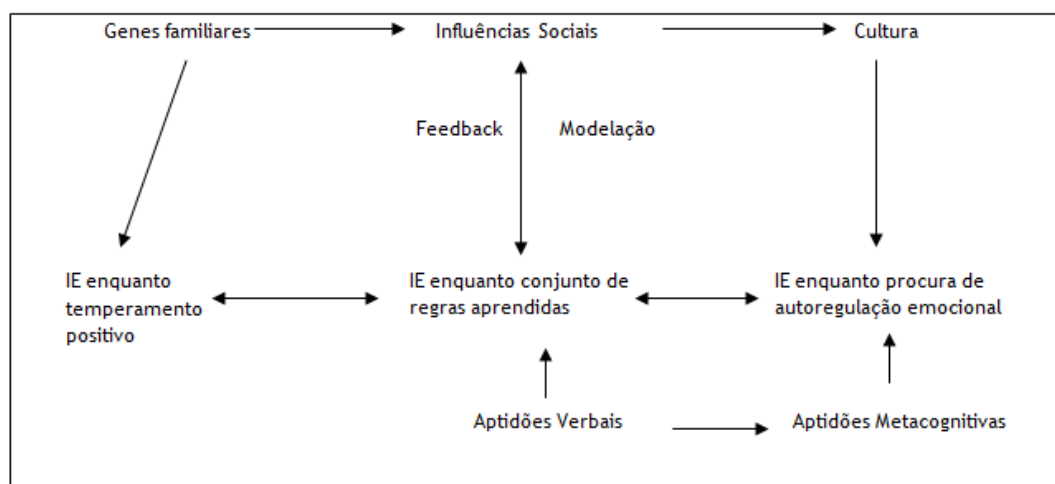 Genes familiares
Influências Sociais
Cultura
Feedback
Modelação
IE enquanto
temperamento
positivo
IE enquanto conjunto de
regras aprendidas
IE enquanto procura de
autoregulação emocional
Aptidões Verbais
Aptidões Metacognitivas